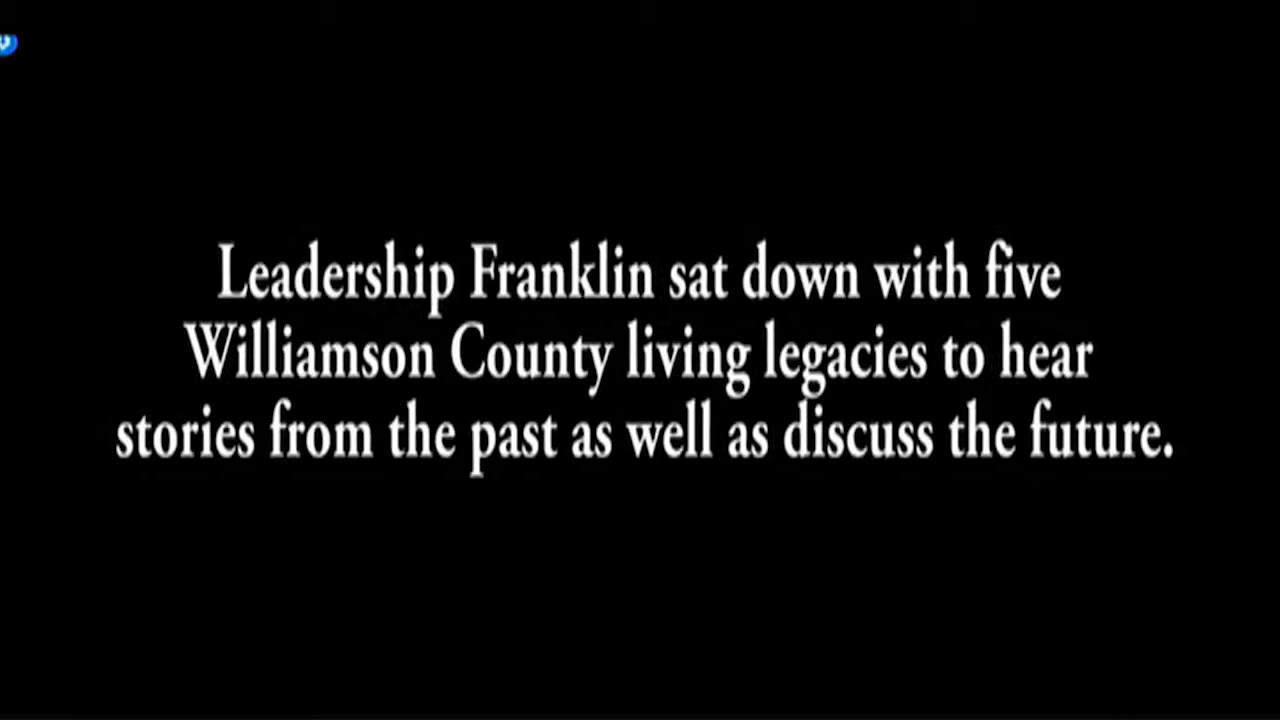 Leadership Franklin sat down with five
Williamson County living legacies to hear
stories from the past as well as discuss the future.